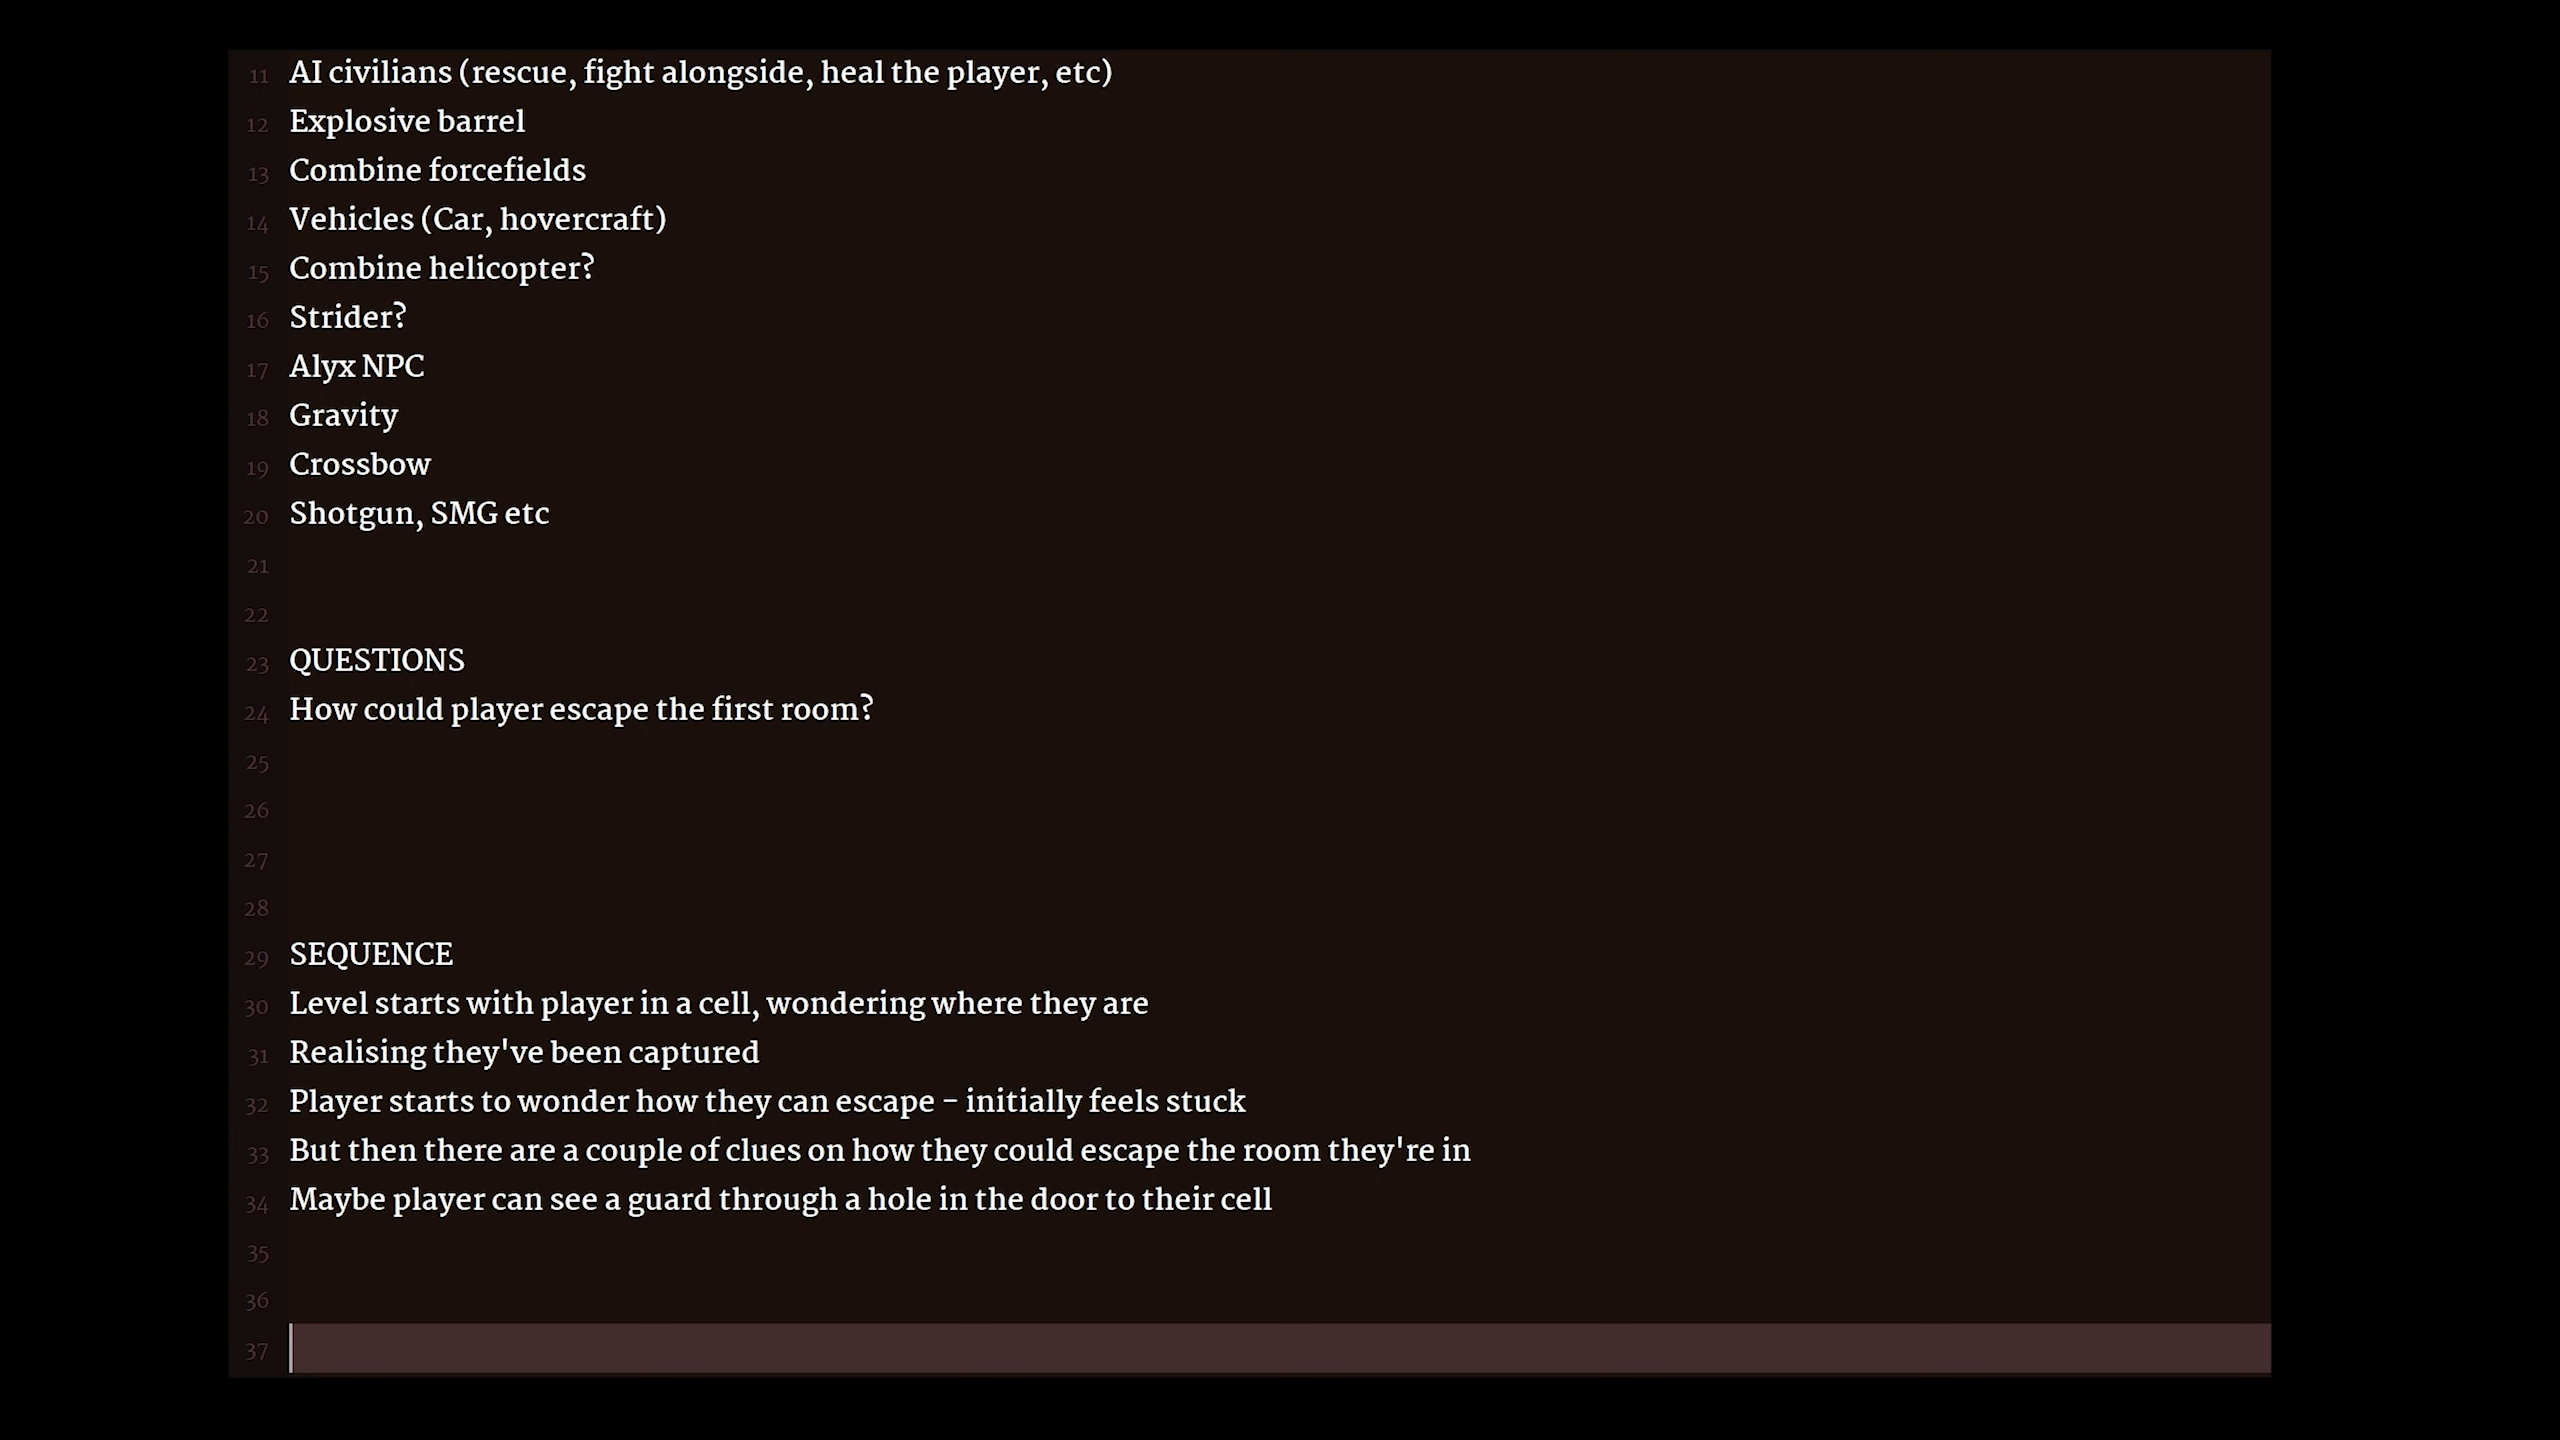 11 AI civilians (rescue, fight alongside, heal the player, etc)
12 Explosive barrel
13 Combine forcefields
14 Vehicles (Car, hovercraft)
15 Combine helicopter?
16 Strider?
17 Alyx NPC
18 Gravity
19 Crossbow
20 Shotgun, SMG etc
21
22
23 QUESTIONS
24 How could player escape the first room?
25
26
27
28
29 SEQUENCE
30 Level starts with player in a cell, wondering where they are
31 Realising they've been captured
32 Player starts to wonder how they can escape - initially feels stuck
33 But then there are a couple of clues on how they could escape the room they're in
34 Maybe player can see a guard through a hole in the door to their cell
35
36
37